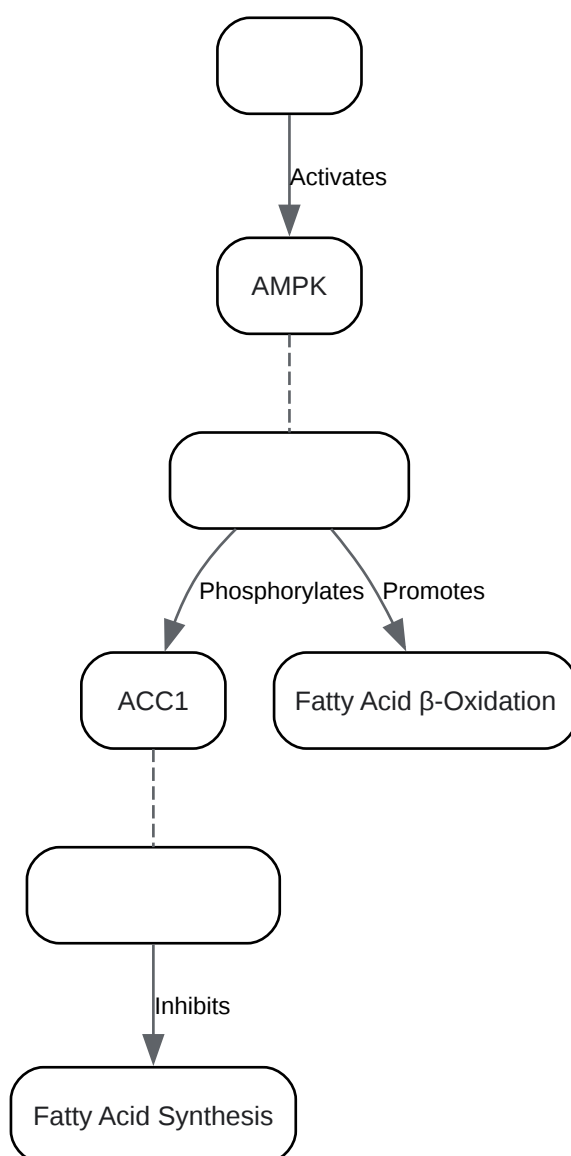 Activates
AMPK
Phosphorylates
Promotes
ACC1
Fatty Acid β-Oxidation
Inhibits
Fatty Acid Synthesis